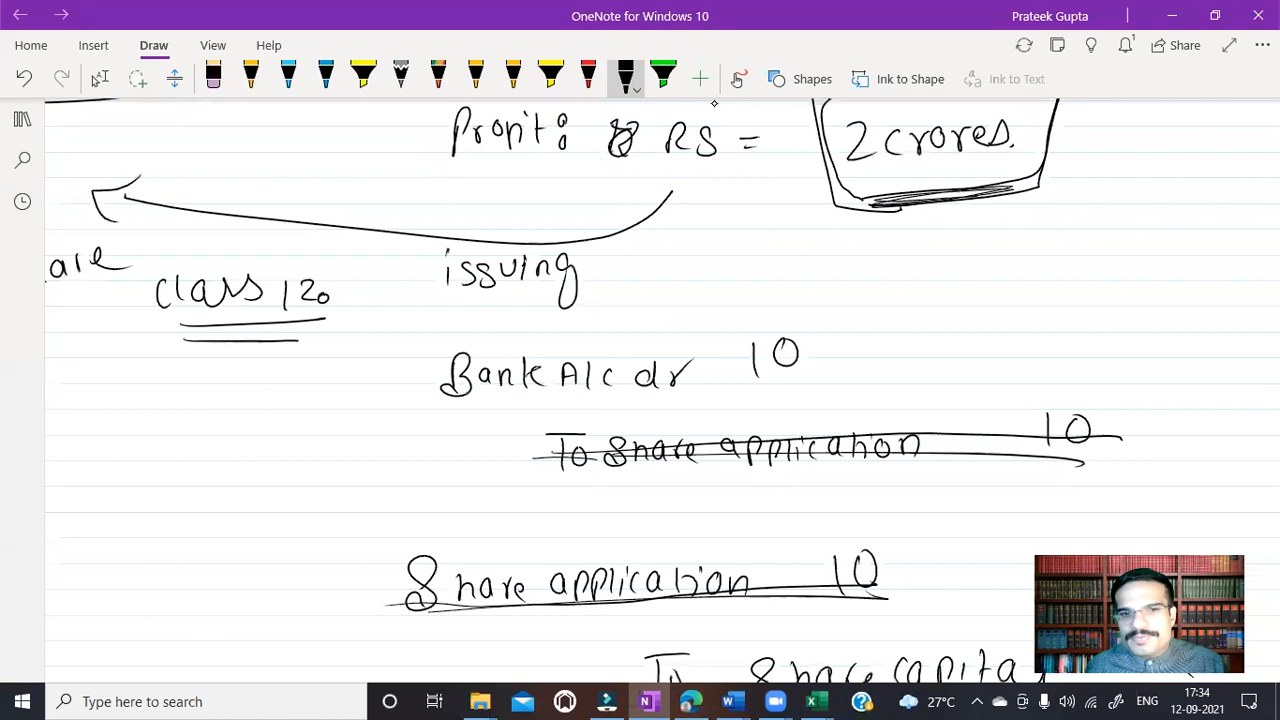 OneNote for Windows 10
Prateek Gupta
Home Insert Draw View Help
Share
Shapes Ink to Shape Ink to Text
Profit: RS = 2 crores.
are
class 12.
issuing
Bank A/c dr 10
To Share application 10
Share application 10
To Share capital
Type here to search
27°C
ENG
17:34
12-09-2021